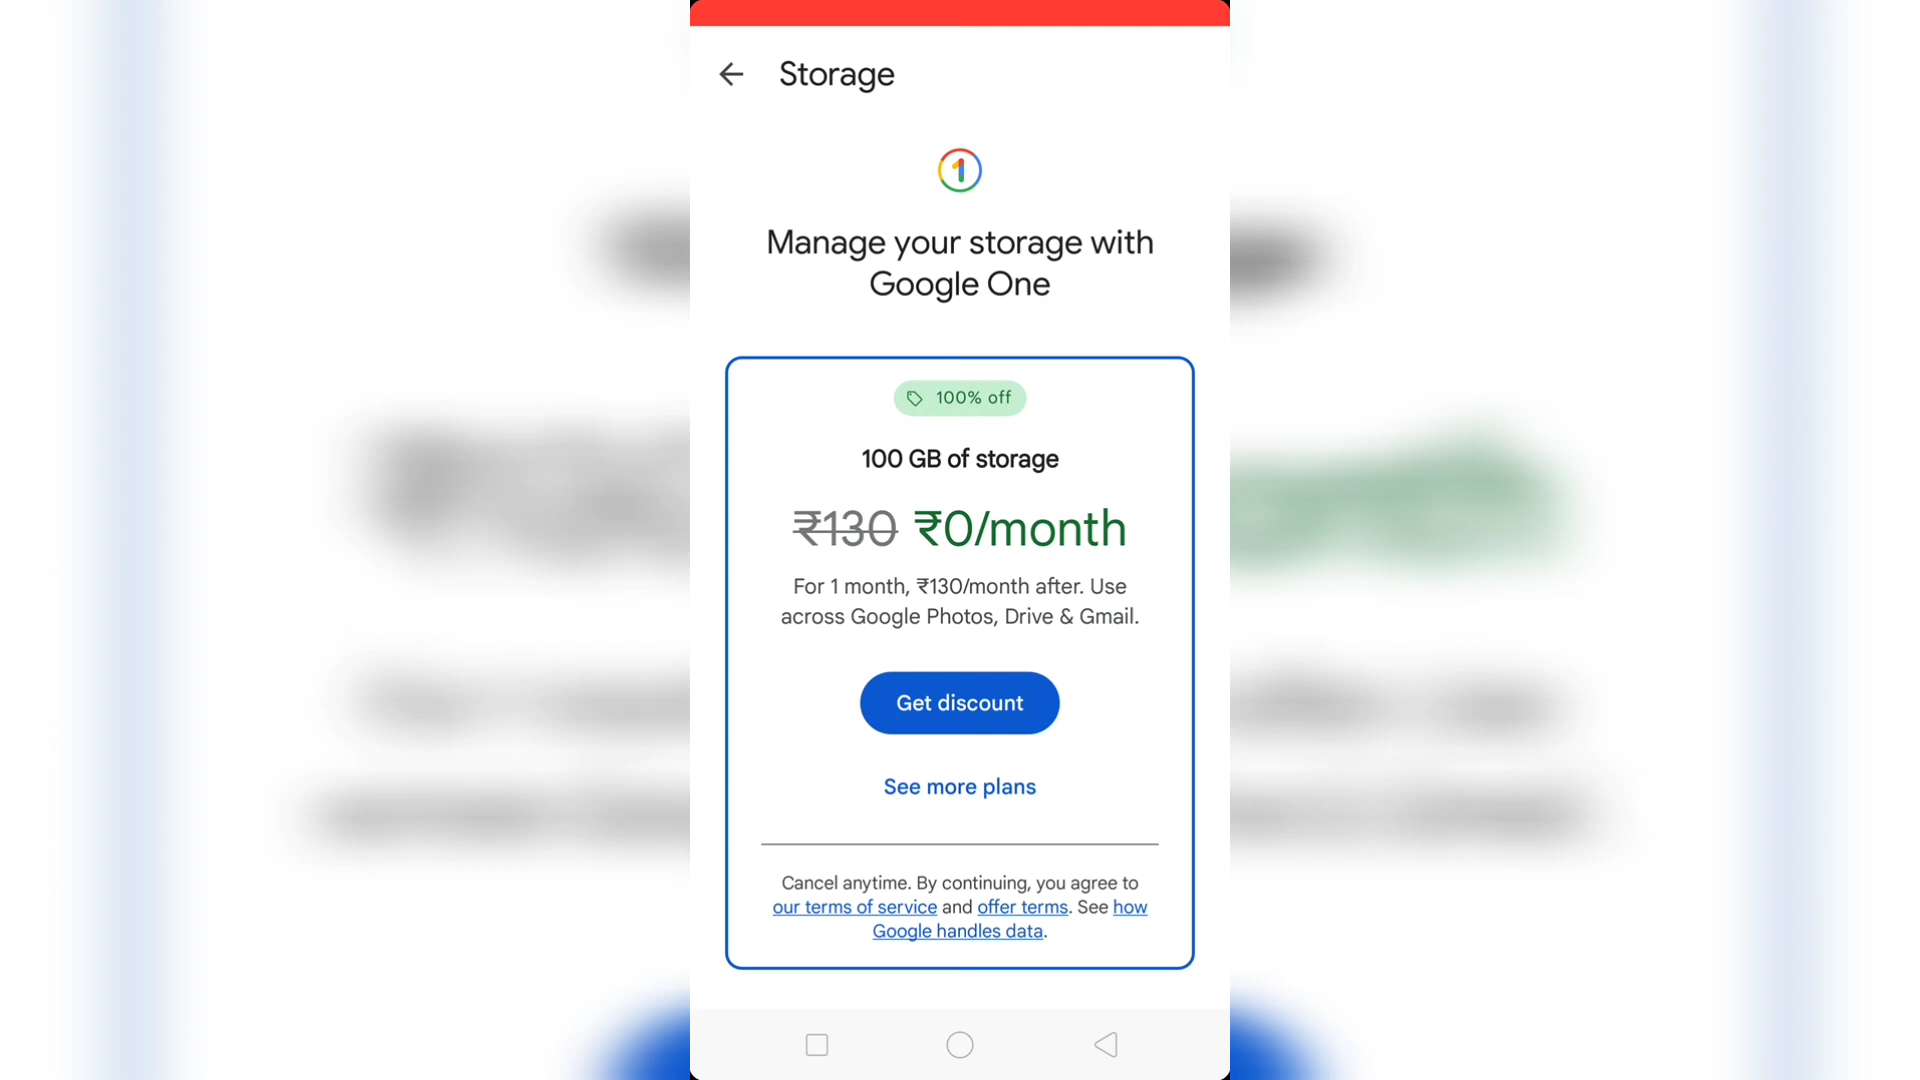 Storage
1
Manage your storage with
Google One
100% off
100 GB of storage
₹130 ₹0/month
For 1 month, ₹130/month after. Use
across Google Photos, Drive & Gmail.
Get discount
See more plans
Cancel anytime. By continuing, you agree to
our terms of service and offer terms. See how
Google handles data.